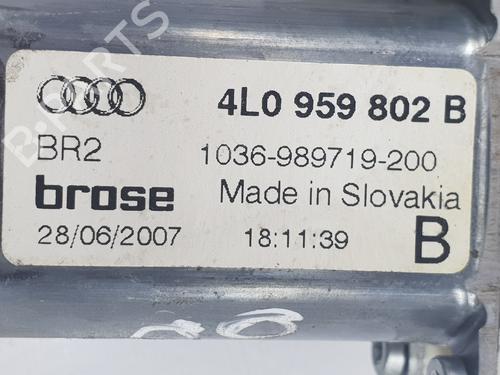 4L0 959 802 B
BR2 1036-989719-200
brose Made in Slovakia
28/06/2007 18:11:39 B